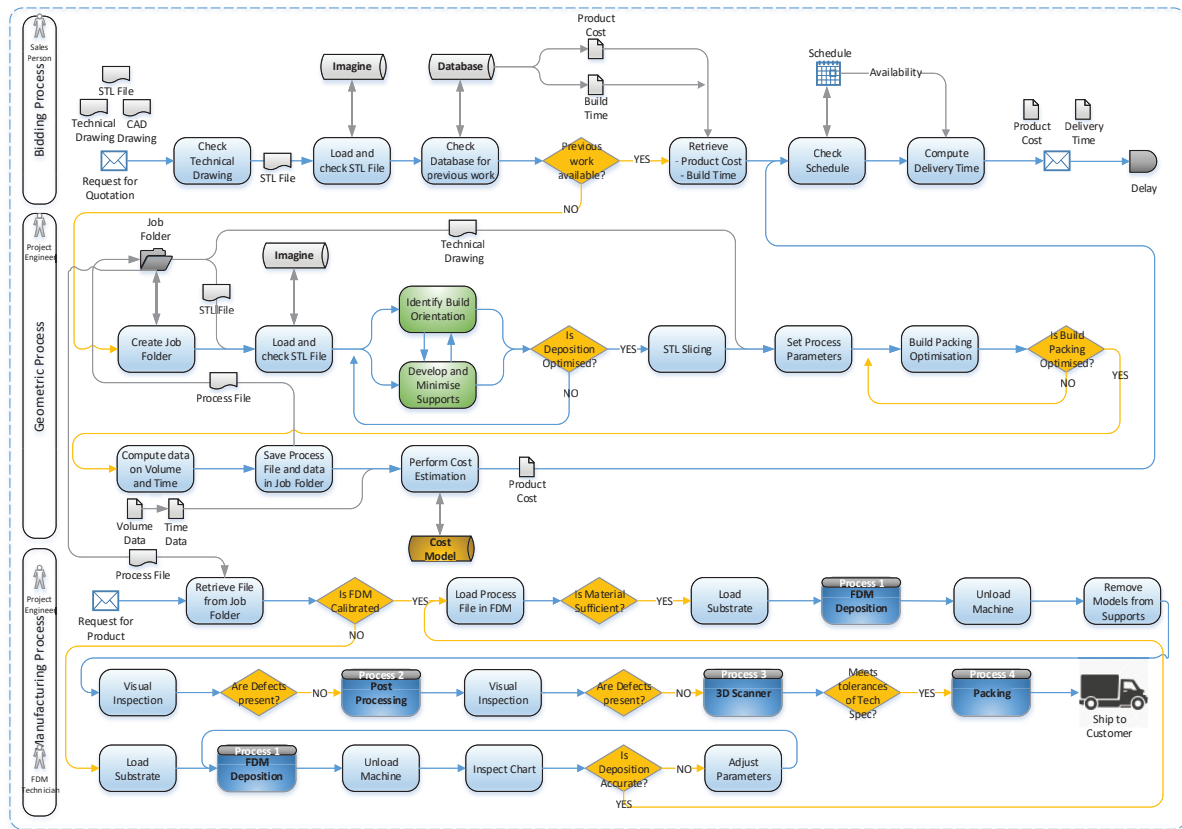 Bidding Process
Sales
Person
STL File
Technical
Drawing
CAD
Drawing
Request for
Quotation
Check
Technical
Drawing
STL File
Imagine
Load and
check STL File
Database
Check
Database for
previous work
Previous
work
available?
YES
NO
Product
Cost
Build
Time
Retrieve
- Product Cost
- Build Time
Schedule
Availability
Check
Schedule
Compute
Delivery Time
Product
Cost
Delivery
Time
Delay
Geometric Process
Project
Engineer
Job
Folder
Technical
Drawing
STL File
Imagine
Create Job
Folder
Load and
check STL File
Identify Build
Orientation
Develop and
Minimise
Supports
Is
Deposition
Optimised?
YES
NO
STL Slicing
Set Process
Parameters
Build Packing
Optimisation
Is Build
Packing
Optimised?
NO
YES
Process File
Compute data
on Volume
and Time
Save Process
File and data
in Job Folder
Perform Cost
Estimation
Product
Cost
Volume
Data
Time
Data
Cost
Model
Manufacturing Process
Project
Engineer
FDM
Technician
Process File
Request for
Product
Retrieve File
from Job
Folder
Is FDM
Calibrated
YES
NO
Load Process
File in FDM
Is Material
Sufficient?
YES
Load
Substrate
Process 1
FDM
Deposition
Unload
Machine
Remove
Models from
Supports
Visual
Inspection
Are Defects
present?
NO
Process 2
Post
Processing
Visual
Inspection
Are Defects
present?
NO
Process 3
3D Scanner
Meets
tolerances
of Tech
Spec?
YES
Process 4
Packing
Ship to
Customer
Load
Substrate
Process 1
FDM
Deposition
Unload
Machine
Inspect Chart
Is
Deposition
Accurate?
NO
YES
Adjust
Parameters